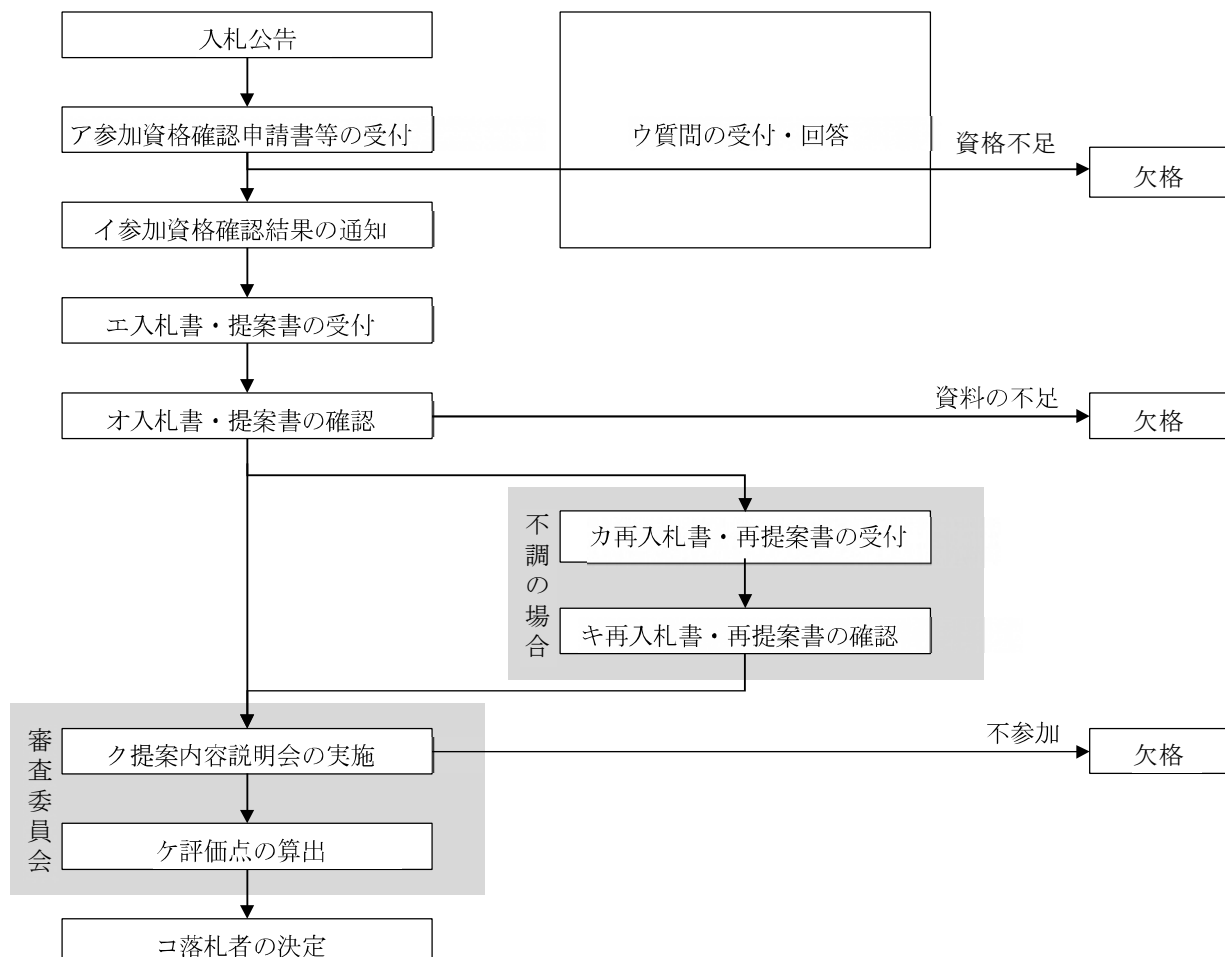 入札公告
ア参加資格確認申請書等の受付
ウ質問の受付・回答
資格不足
欠格
イ参加資格確認結果の通知
エ入札書・提案書の受付
オ入札書・提案書の確認
資料の不足
欠格
不調の場合
カ再入札書・再提案書の受付
キ再入札書・再提案書の確認
審査委員会
ク提案内容説明会の実施
不参加
欠格
ケ評価点の算出
コ落札者の決定